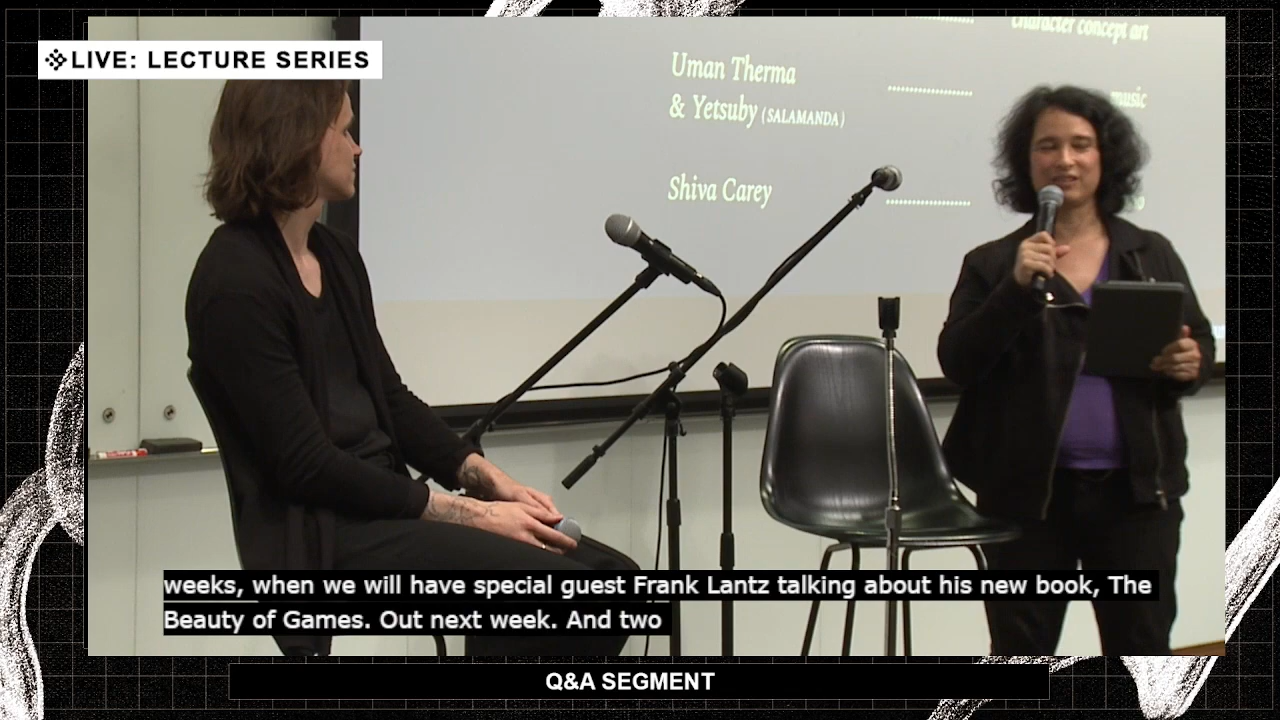 LIVE: LECTURE SERIES
character concept art
Uman Therma
& Yetsuby (SALAMANDA)
music
Shiva Carey
weeks, when we will have special guest Frank Lantz talking about his new book, The
Beauty of Games. Out next week. And two
Q&A SEGMENT